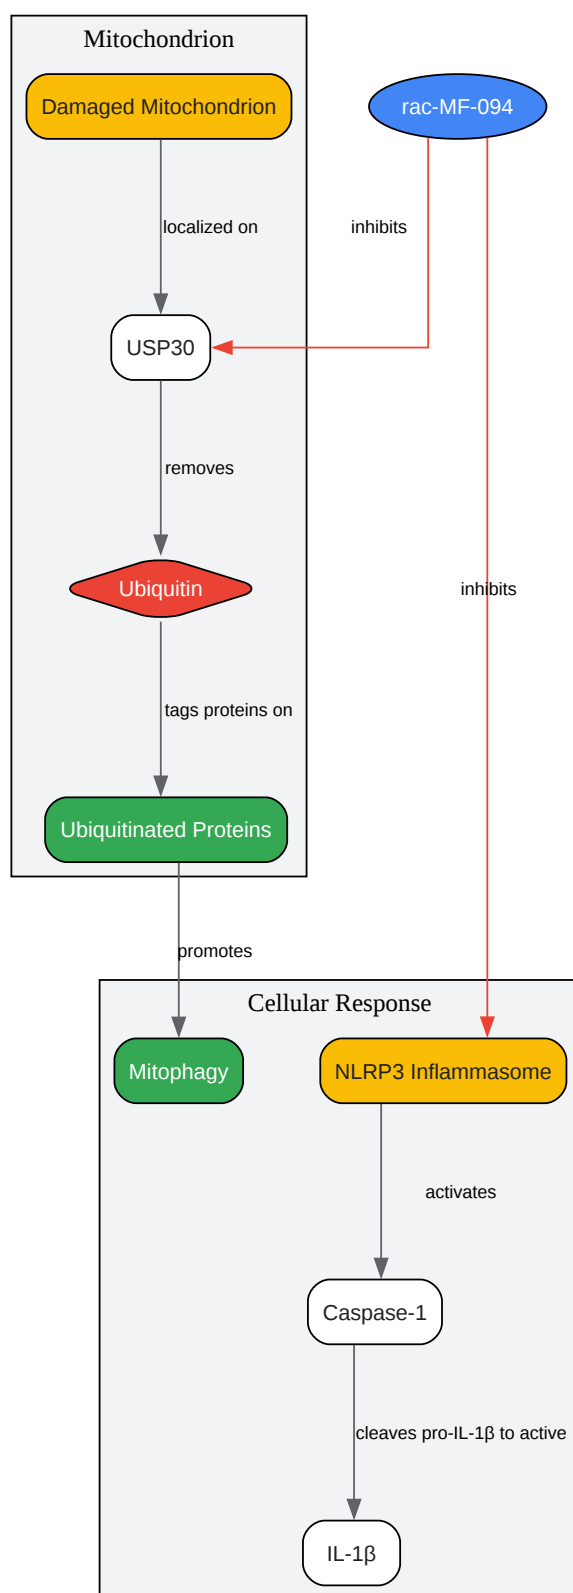 Mitochondrion
Damaged Mitochondrion
rac-MF-094
localized on
inhibits
USP30
removes
Ubiquitin
inhibits
tags proteins on
Ubiquitinated Proteins
promotes
Cellular Response
Mitophagy
NLRP3 Inflammasome
activates
Caspase-1
cleaves pro-IL-1β to active
IL-1β